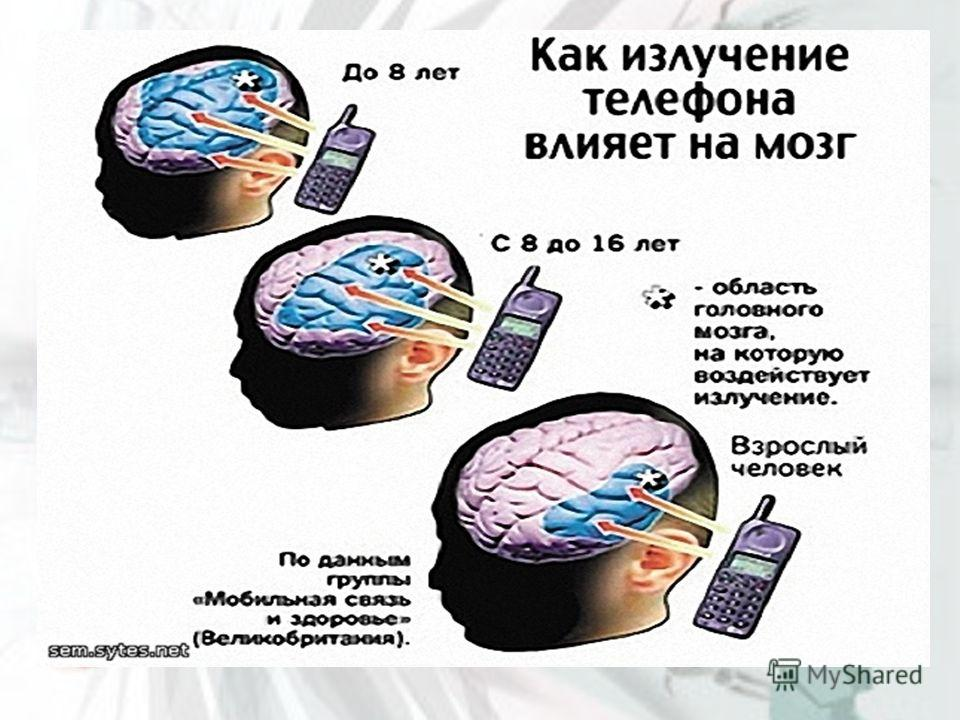 Как излучение
телефона
влияет на мозг
До 8 лет
С 8 до 16 лет
- область
головного
мозга,
на которую
воздействует
излучение.
Взрослый
человек
По данным
группы
«Мобильная связь
и здоровье»
(Великобритания).
sem.sytes.net
MyShared